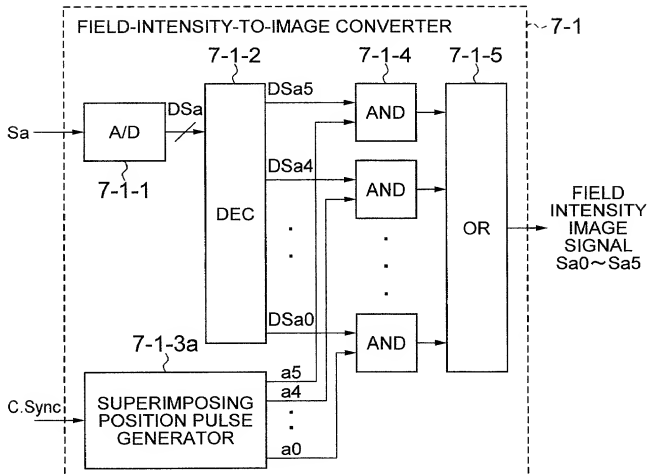 FIELD-INTENSITY-TO-IMAGE CONVERTER
7-1
7-1-2
7-1-4
7-1-5
DSa5
DSa
Sa
A/D
AND
7-1-1
DSa4
AND
DEC
OR
FIELD
INTENSITY
IMAGE
SIGNAL
Sa0~Sa5
DSa0
AND
7-1-3a
a5
a4
a0
C.Sync
SUPERIMPOSING
POSITION PULSE
GENERATOR